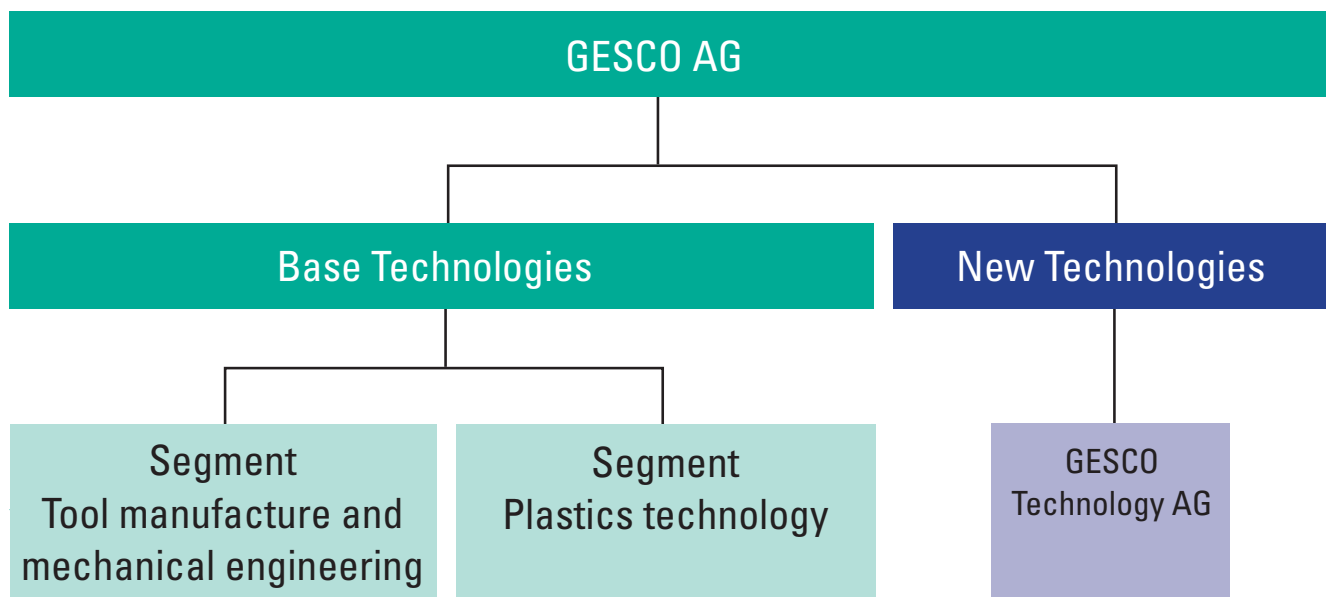 GESCO AG
Base Technologies
New Technologies
Segment
Tool manufacture and
mechanical engineering
Segment
Plastics technology
GESCO
Technology AG